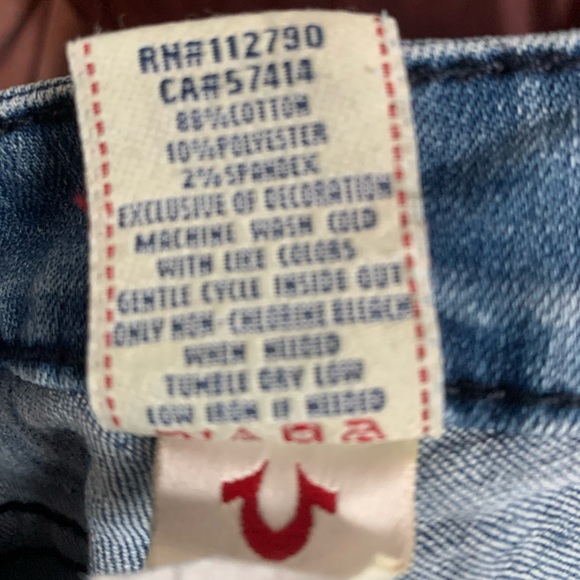 RN#112790
CA#57414
88%COTTON
10%POLYESTER
2%SPANDEX
EXCLUSIVE OF DECORATION
MACHINE WASH COLD
WITH LIKE COLORS
GENTLE CYCLE INSIDE OUT
ONLY NON-CHLORINE BLEACH
WHEN NEEDED
TUMBLE DRY LOW
LOW IRON IF NEEDED